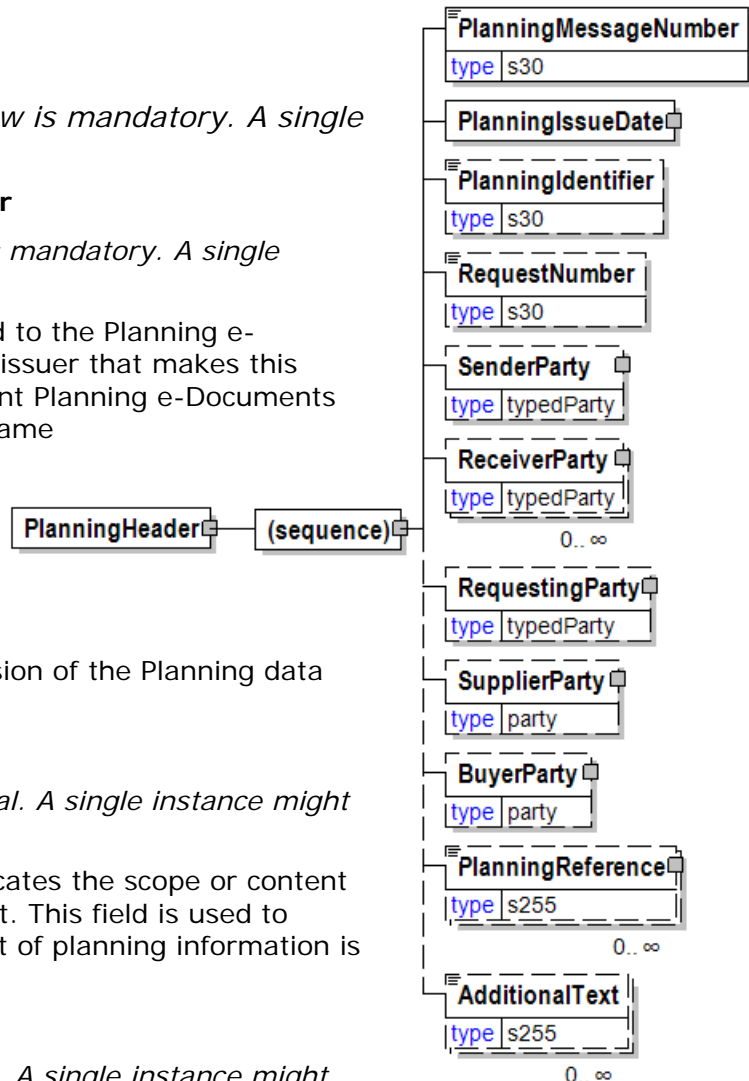 w is mandatory. A single
r
mandatory. A single
d to the Planning e-
issuer that makes this
nt Planning e-Documents
ame
sion of the Planning data
al. A single instance might
cates the scope or content
t. This field is used to
t of planning information is
. A single instance might
PlanningHeader
(sequence)
PlanningMessageNumber
type s30
PlanningIssueDate
PlanningIdentifier
type s30
RequestNumber
type s30
SenderParty
type typedParty
ReceiverParty
type typedParty
0.. ∞
RequestingParty
type typedParty
SupplierParty
type party
BuyerParty
type party
PlanningReference
type s255
0.. ∞
AdditionalText
type s255
0.. ∞